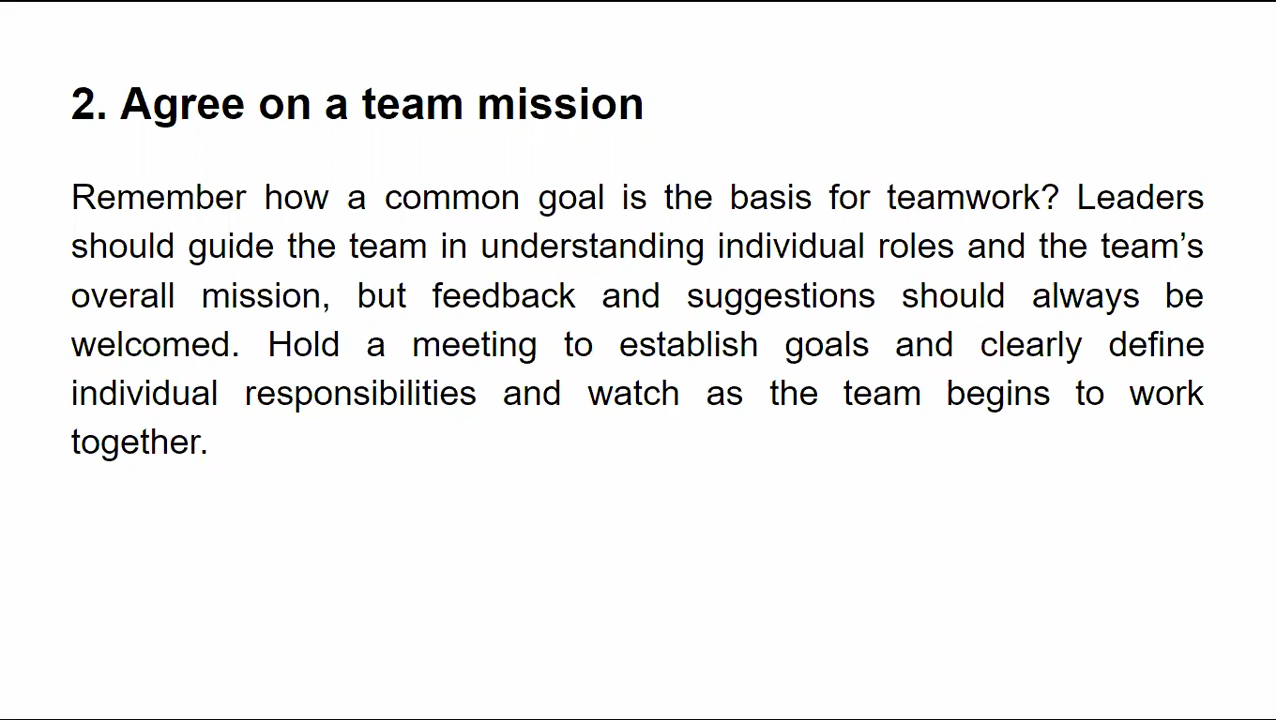 2. Agree on a team mission
Remember how a common goal is the basis for teamwork? Leaders
should guide the team in understanding individual roles and the team’s
overall mission, but feedback and suggestions should always be
welcomed. Hold a meeting to establish goals and clearly define
individual responsibilities and watch as the team begins to work
together.